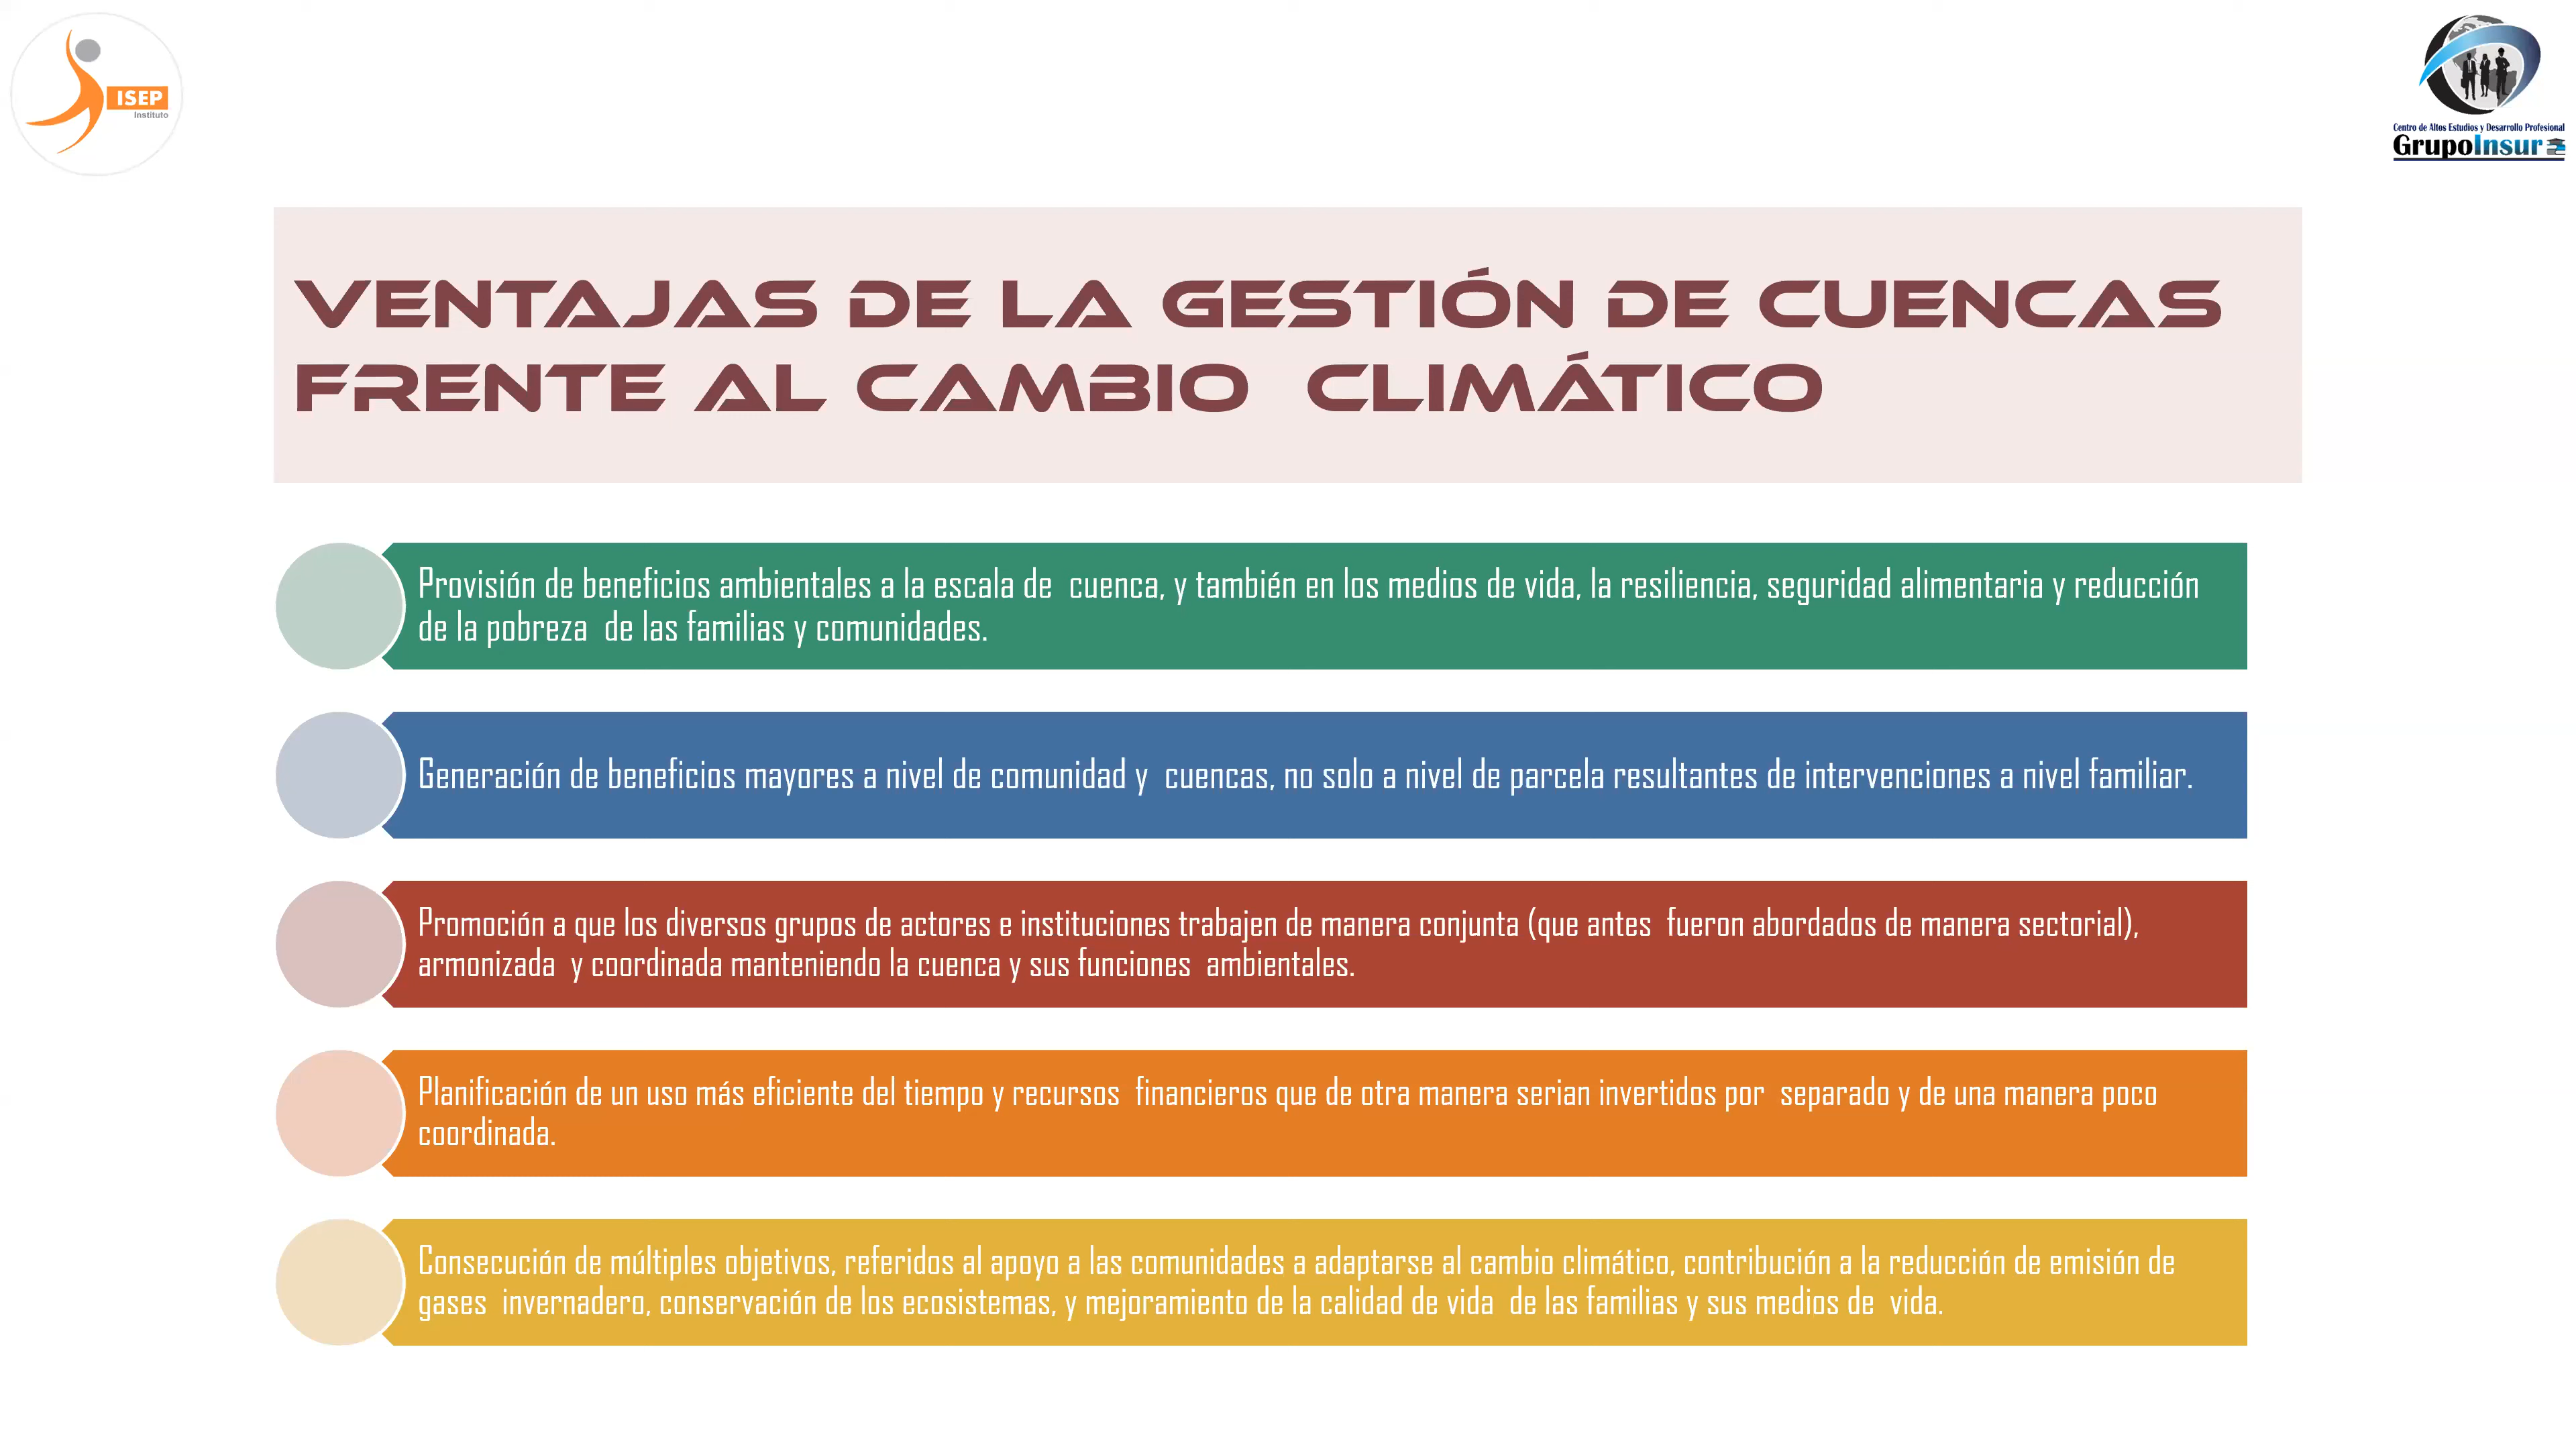 ISEP
Instituto
Centro de Altos Estudios y Desarrollo Profesional
GrupoInsur
VENTAJAS DE LA GESTIÓN DE CUENCAS
FRENTE AL CAMBIO CLIMÁTICO
Provisión de beneficios ambientales a la escala de cuenca, y también en los medios de vida, la resiliencia, seguridad alimentaria y reducción
de la pobreza de las familias y comunidades.
Generación de beneficios mayores a nivel de comunidad y cuencas, no solo a nivel de parcela resultantes de intervenciones a nivel familiar.
Promoción a que los diversos grupos de actores e instituciones trabajen de manera conjunta (que antes fueron abordados de manera sectorial),
armonizada y coordinada manteniendo la cuenca y sus funciones ambientales.
Planificación de un uso más eficiente del tiempo y recursos financieros que de otra manera serian invertidos por separado y de una manera poco
coordinada.
Consecución de múltiples objetivos, referidos al apoyo a las comunidades a adaptarse al cambio climático, contribución a la reducción de emisión de
gases invernadero, conservación de los ecosistemas, y mejoramiento de la calidad de vida de las familias y sus medios de vida.